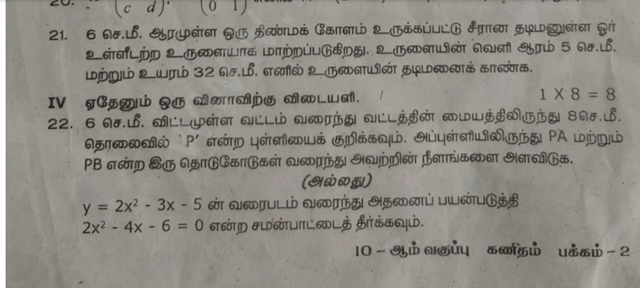 (c d)' (0 1)
21. 6 செ.மீ. ஆரமுள்ள ஒரு திண்மக் கோளம் உருக்கப்பட்டு சீரான தடிமனுள்ள ஓர்
உள்ளீடற்ற உருளையாக மாற்றப்படுகிறது. உருளையின் வெளி ஆரம் 5 செ.மீ.
மற்றும் உயரம் 32 செ.மீ. எனில் உருளையின் தடிமனைக் காண்க.
IV ஏதேனும் ஒரு வினாவிற்கு விடையளி. 1 X 8 = 8
22. 6 செ.மீ. விட்டமுள்ள வட்டம் வரைந்து வட்டத்தின் மையத்திலிருந்து 8செ.மீ.
தொலைவில் 'P' என்ற புள்ளியைக் குறிக்கவும். அப்புள்ளியிலிருந்து PA மற்றும்
PB என்ற இரு தொடுகோடுகள் வரைந்து அவற்றின் நீளங்களை அளவிடுக.
(அல்லது)
y = 2x² - 3x - 5 ன் வரைபடம் வரைந்து அதனைப் பயன்படுத்தி
2x² - 4x - 6 = 0 என்ற சமன்பாட்டைத் தீர்க்கவும்.
10 - ஆம் வகுப்பு கணிதம் பக்கம் - 2